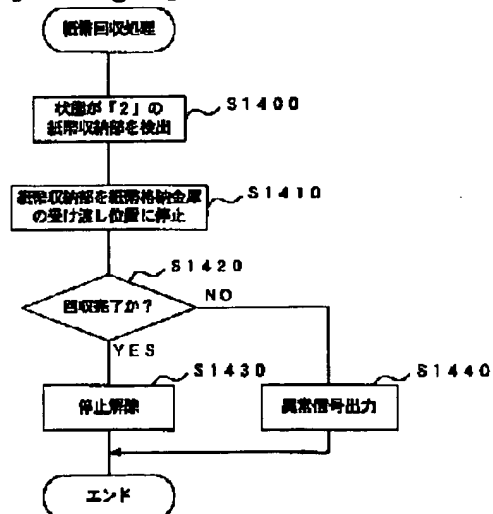 紙幣回収処理
状態が「2」の
紙幣収納部を検出
S1400
紙幣収納部を紙幣格納金庫
の受け渡し位置に停止
S1410
S1420
回収完了か？
NO
YES
S1430
S1440
停止解除
異常信号出力
エンド